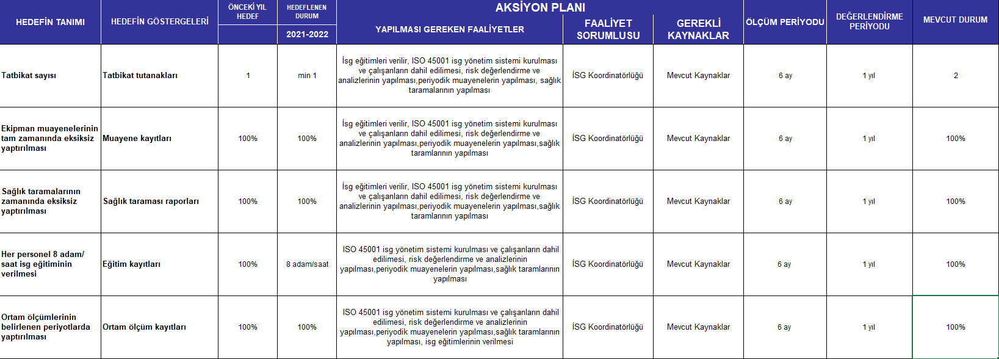 HEDEFİN TANIMI
HEDEFİN GÖSTERGELERİ
ÖNCEKİ YIL
HEDEF
HEDEFLENEN
DURUM
2021-2022
AKSİYON PLANI
YAPILMASI GEREKEN FAALİYETLER
FAALİYET
SORUMLUSU
GEREKLİ
KAYNAKLAR
ÖLÇÜM PERİYODU
DEĞERLENDİRME
PERİYODU
MEVCUT DURUM
Tatbikat sayısı
Tatbikat tutanakları
1
min 1
İsg eğitimleri verilir, ISO 45001 isg yönetim sistemi kurulması
ve çalışanların dahil edilimesi, risk değerlendirme ve
analizlerinin yapılması,periyodik muayenelerin yapılması, sağlık
taramalarının yapılması
İSG Koordinatörlüğü
Mevcut Kaynaklar
6 ay
1 yıl
2
Ekipman muayenelerinin
tam zamanında eksiksiz
yaptırılması
Muayene kayıtları
100%
100%
İsg eğitimleri verilir, ISO 45001 isg yönetim sistemi kurulması
ve çalışanların dahil edilimesi, risk değerlendirme ve
analizlerinin yapılması,periyodik muayenelerin yapılması,sağlık
taramlarının yapılması
İSG Koordinatörlüğü
Mevcut Kaynaklar
6 ay
1 yıl
100%
Sağlık taramalarının
zamanında eksiksiz
yaptırılması
Sağlık taraması raporları
100%
100%
İsg eğitimleri verilir, ISO 45001 isg yönetim sistemi kurulması
ve çalışanların dahil edilimesi, risk değerlendirme ve
analizlerinin yapılması,periyodik muayenelerin yapılması,sağlık
taramlarının yapılması
İSG Koordinatörlüğü
Mevcut Kaynaklar
6 ay
1 yıl
100%
Her personel 8 adam/
saat isg eğitiminin
verilmesi
Eğitim kayıtları
100%
8 adam/saat
ISO 45001 isg yönetim sistemi kurulması ve çalışanların dahil
edilimesi, risk değerlendirme ve analizlerinin
yapılması,periyodik muayenelerin yapılması,sağlık taramlarının
yapılması
İSG Koordinatörlüğü
Mevcut Kaynaklar
6 ay
1 yıl
100%
Ortam ölçümlerinin
belirlenen periyotlarda
yaptırılması
Ortam ölçüm kayıtları
100%
100%
ISO 45001 isg yönetim sistemi kurulması ve çalışanların dahil
edilimesi, risk değerlendirme ve analizlerinin
yapılması,periyodik muayenelerin yapılması,sağlık taramlarının
yapılması, isg eğitimlerinin verilmesi
İSG Koordinatörlüğü
Mevcut Kaynaklar
6 ay
1 yıl
100%